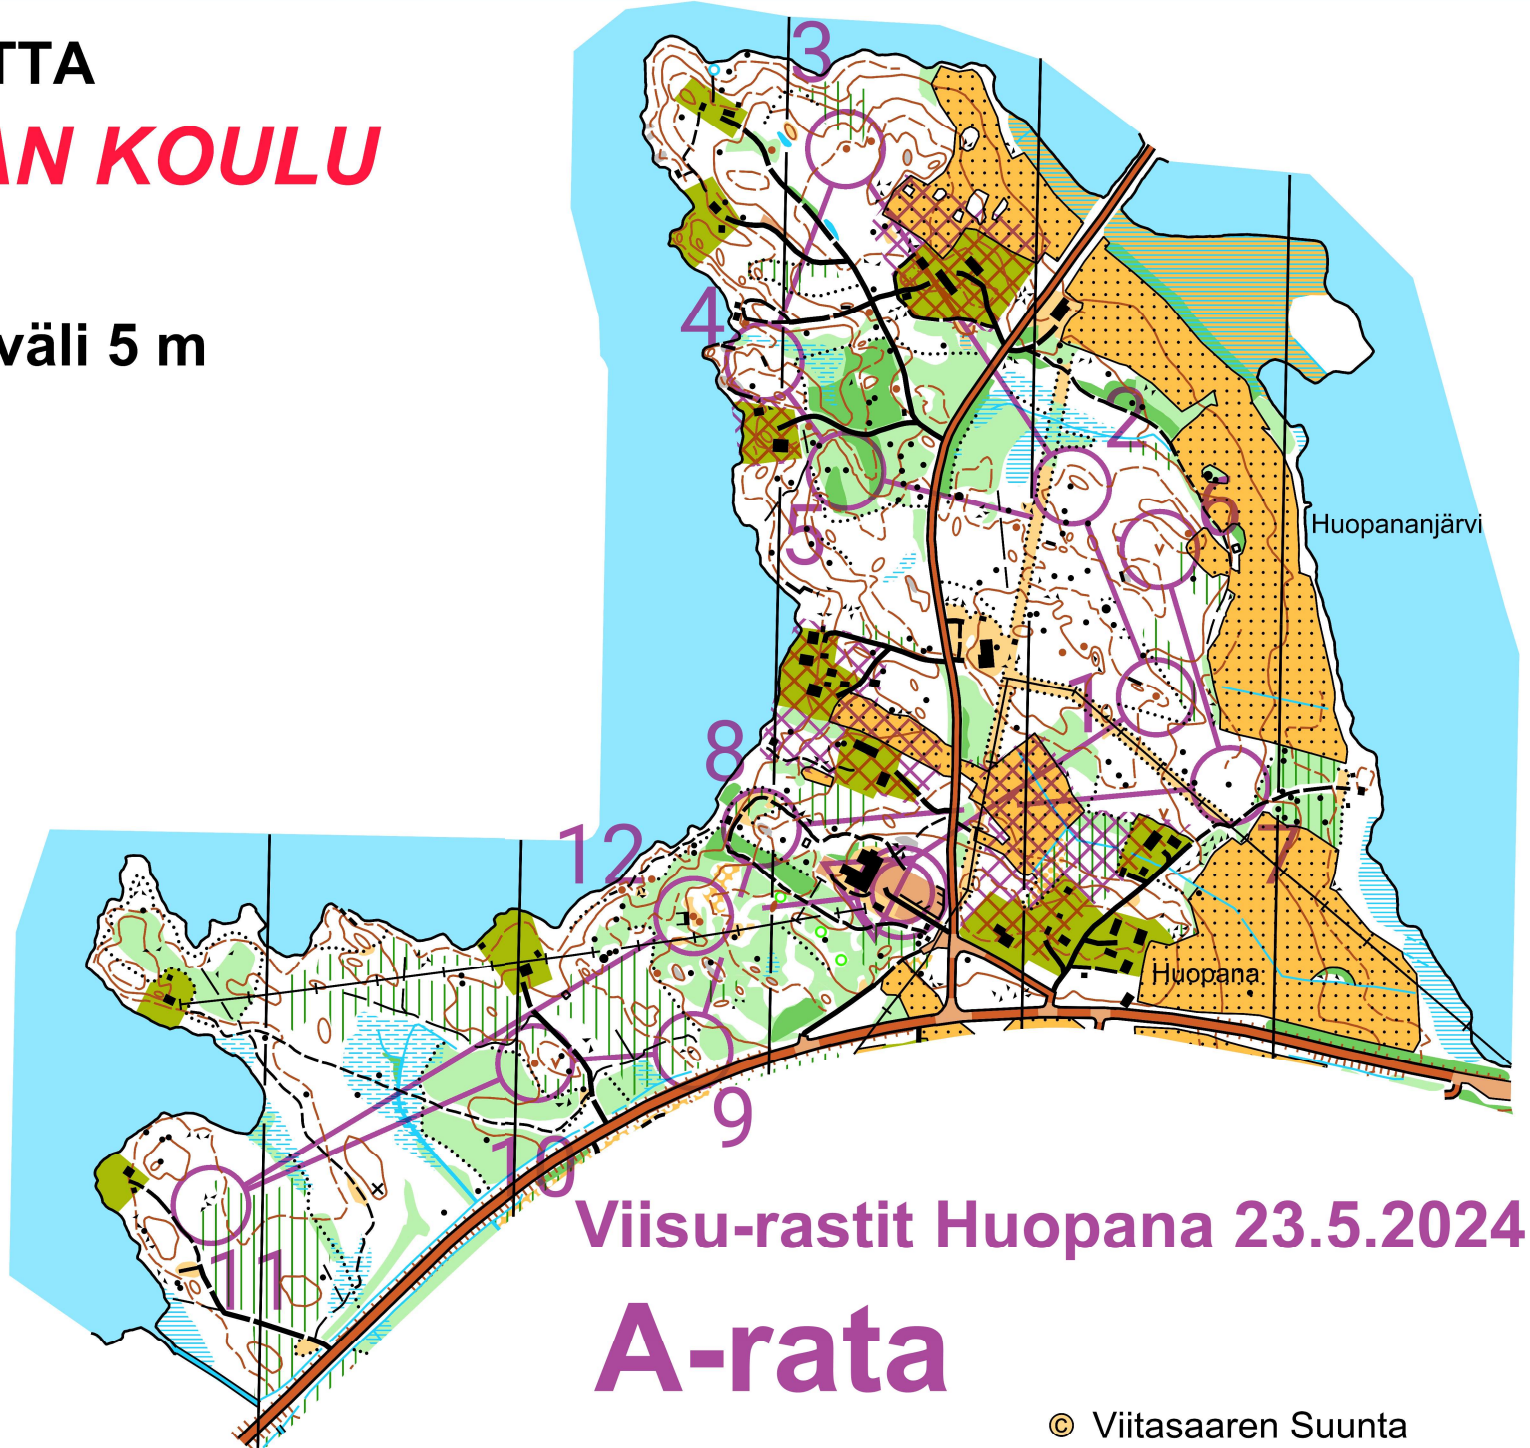 TTA
AN KOULU
väli 5 m
3
4
2
5
6
Huopananjärvi
1
8
12
7
Huopana
9
10
11
Viisu-rastit Huopana 23.5.2024
A-rata
© Viitasaaren Suunta